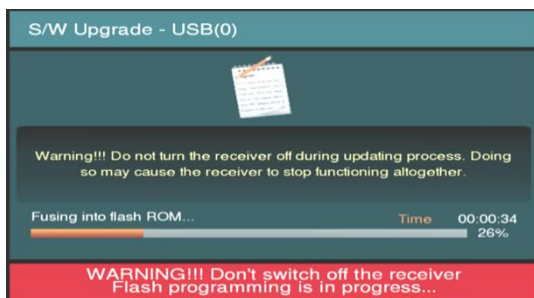 S/W Upgrade - USB(0)
Warning!!! Do not turn the receiver off during updating process. Doing
so may cause the receiver to stop functioning altogether.
Fusing into flash ROM...
Time 00:00:34
26%
WARNING!!! Don't switch off the receiver
Flash programming is in progress...